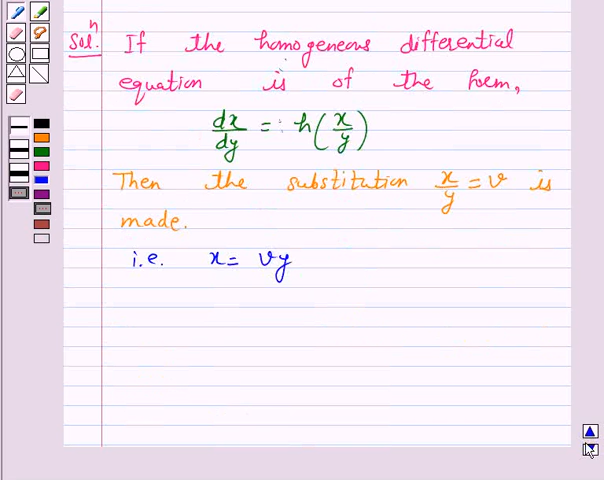 Solⁿ. If the homogeneous differential
equation is of the form,
dx/dy = h(x/y)
Then the substitution x/y = v is
made.
i.e. x = vy